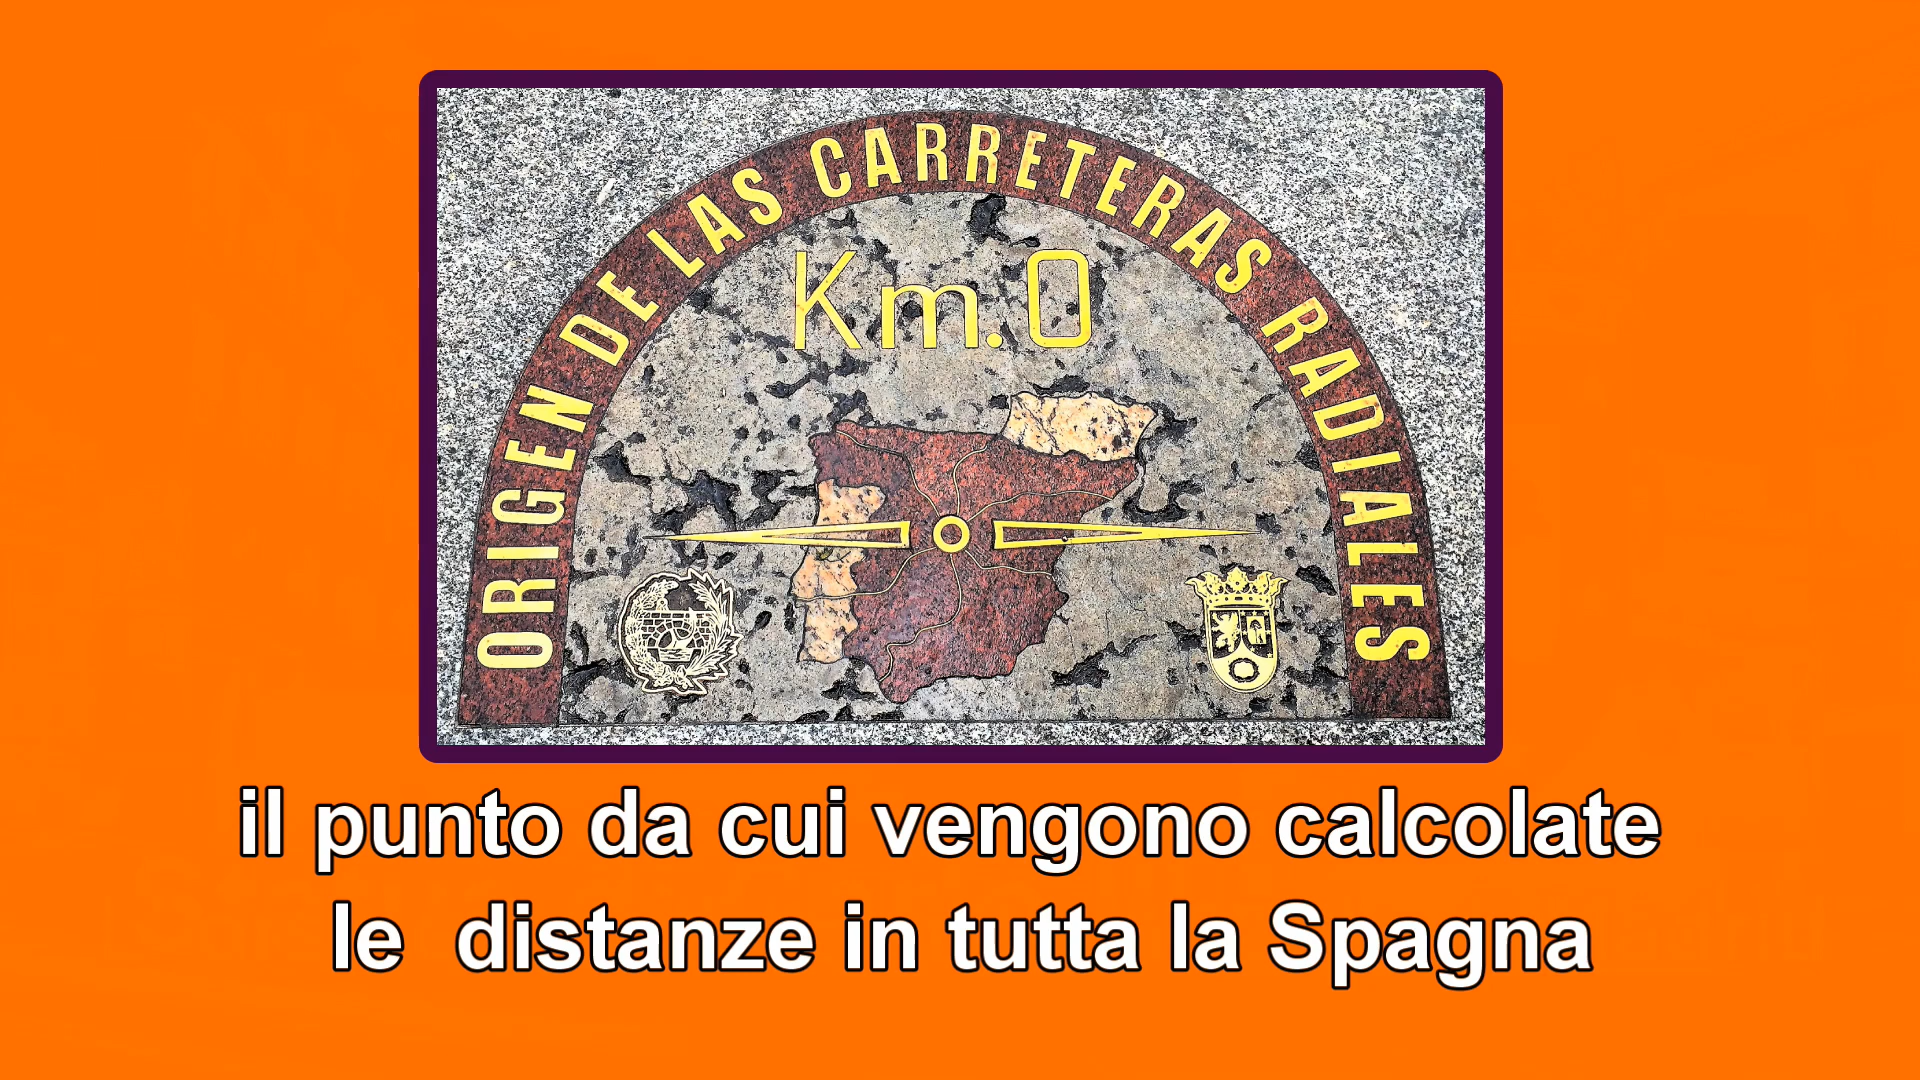 ORIGEN DE LAS CARRETERAS RADIALES
Km. 0
il punto da cui vengono calcolate
le distanze in tutta la Spagna